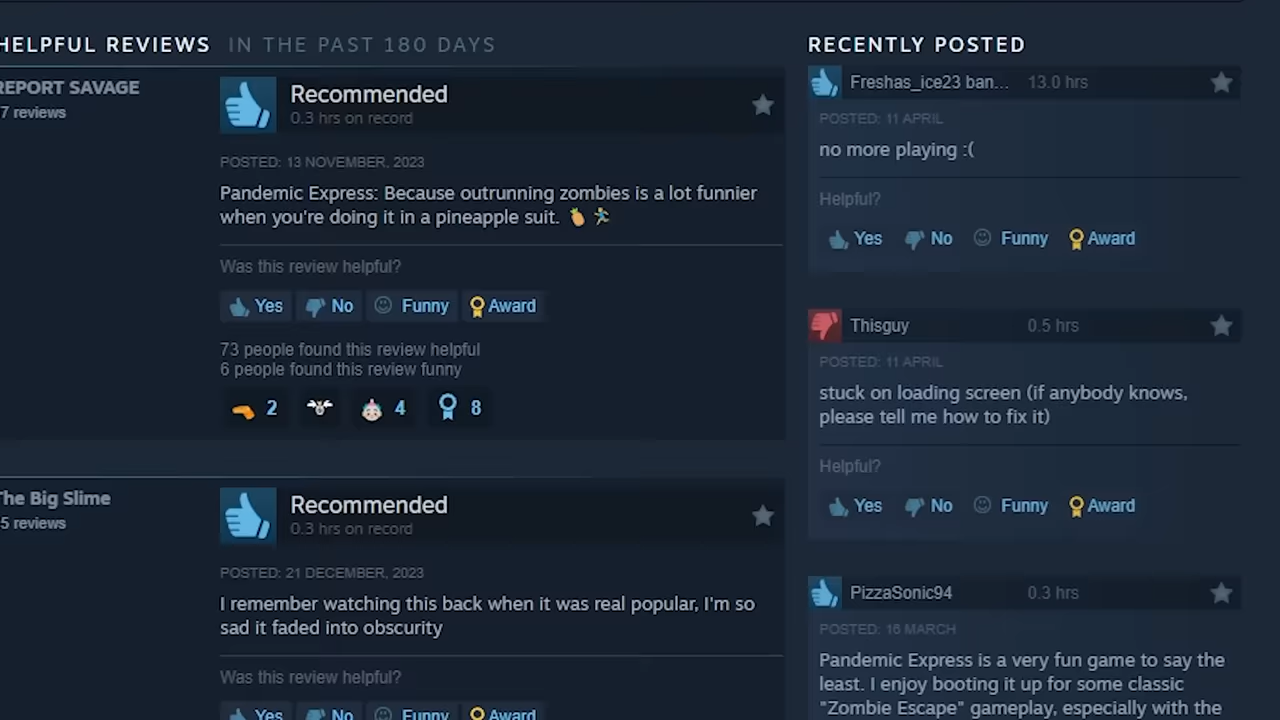 HELPFUL REVIEWS IN THE PAST 180 DAYS
REPORT SAVAGE
7 reviews
Recommended
0.3 hrs on record
POSTED: 13 NOVEMBER, 2023
Pandemic Express: Because outrunning zombies is a lot funnier
when you're doing it in a pineapple suit. 🍍🏃
Was this review helpful?
Yes No Funny Award
73 people found this review helpful
6 people found this review funny
2 4 8
The Big Slime
5 reviews
Recommended
0.3 hrs on record
POSTED: 21 DECEMBER, 2023
I remember watching this back when it was real popular, I'm so
sad it faded into obscurity
Was this review helpful?
Yes No Funny Award
RECENTLY POSTED
Freshas_ice23 ban... 13.0 hrs
POSTED: 11 APRIL
no more playing :(
Helpful?
Yes No Funny Award
Thisguy 0.5 hrs
POSTED: 11 APRIL
stuck on loading screen (if anybody knows,
please tell me how to fix it)
Helpful?
Yes No Funny Award
PizzaSonic94 0.3 hrs
POSTED: 16 MARCH
Pandemic Express is a very fun game to say the
least. I enjoy booting it up for some classic
"Zombie Escape" gameplay, especially with the